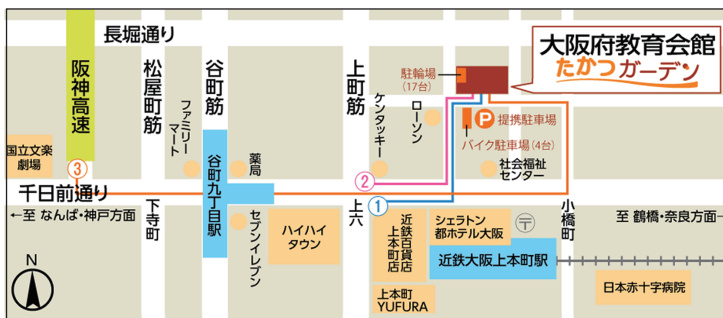 長堀通り
阪神高速
松屋町筋
谷町筋
上町筋
大阪府教育会館
たかつガーデン
駐輪場
(17台)
ファミリー
マート
ケンタッキー
ローソン
P 提携駐車場
バイク駐車場(4台)
国立文楽
劇場
谷町九丁目駅
薬局
社会福祉
センター
③
②
①
千日前通り
←至 なんば・神戸方面
下寺町
セブンイレブン
ハイハイ
タウン
上六
近鉄百貨店
上本町店
シェラトン
都ホテル大阪
〒
小橋町
至 鶴橋・奈良方面→
近鉄大阪上本町駅
上本町
YUFURA
日本赤十字病院
N